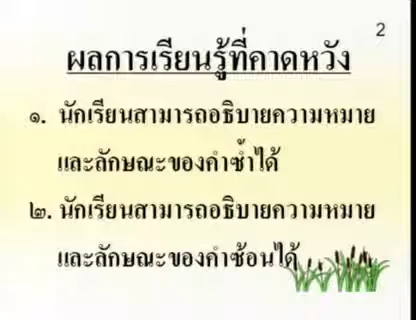 2
ผลการเรียนรู้ที่คาดหวัง
๑. นักเรียนสามารถอธิบายความหมาย
และลักษณะของคำซ้ำได้
๒. นักเรียนสามารถอธิบายความหมาย
และลักษณะของคำซ้อนได้